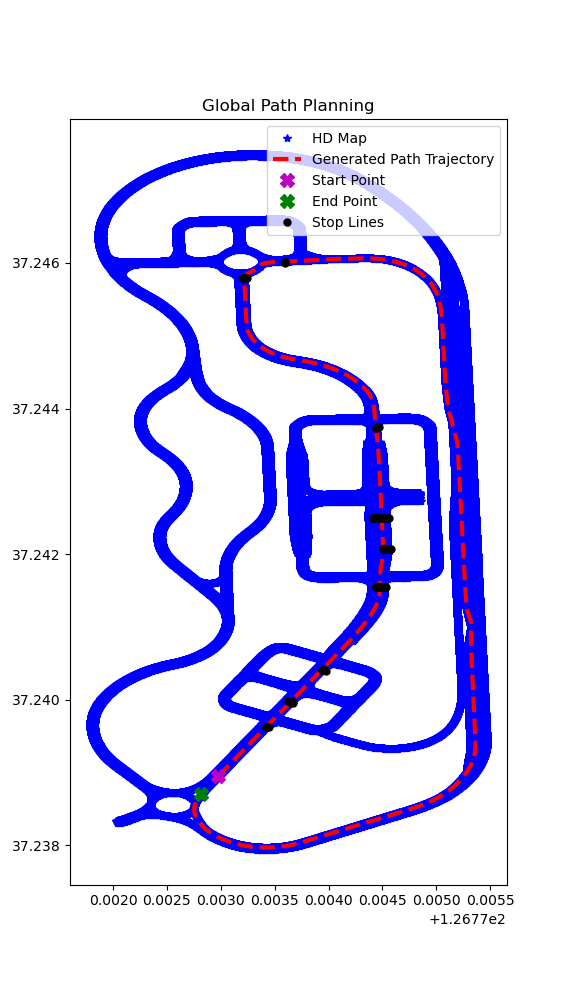 Global Path Planning
HD Map
Generated Path Trajectory
Start Point
End Point
Stop Lines
37.246
37.244
37.242
37.240
37.238
0.0020 0.0025 0.0030 0.0035 0.0040 0.0045 0.0050 0.0055
+1.2677e2